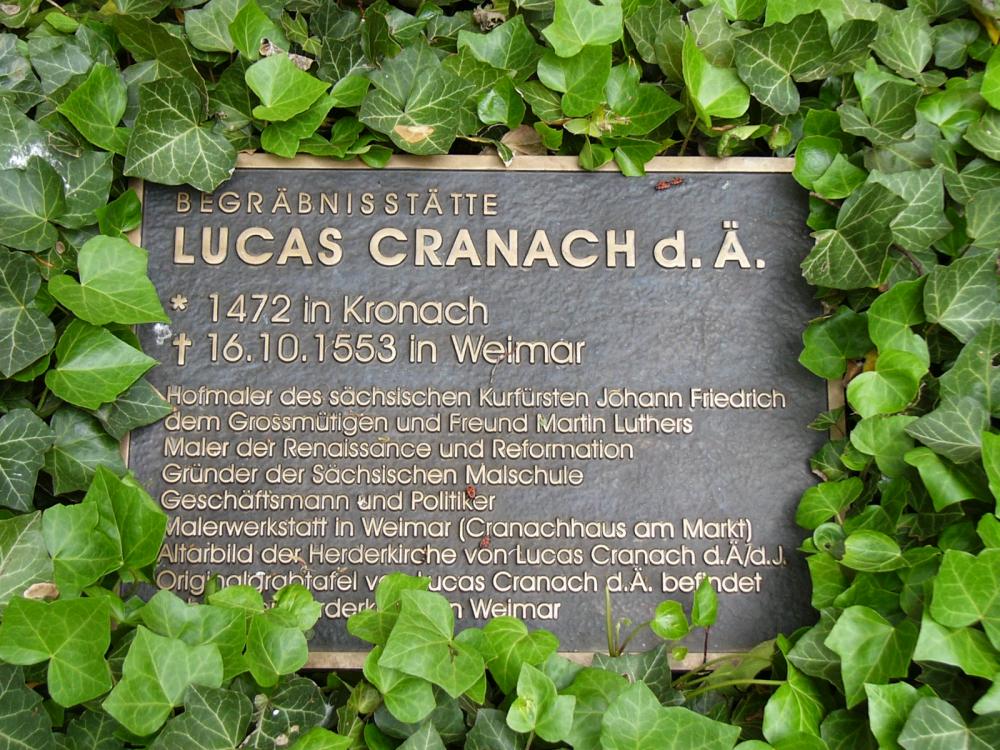 BEGRÄBNISSTÄTTE
LUCAS CRANACH d. Ä.
* 1472 in Kronach
† 16.10.1553 in Weimar
Hofmaler des sächsischen Kurfürsten Johann Friedrich
dem Grossmütigen und Freund Martin Luthers
Maler der Renaissance und Reformation
Gründer der Sächsischen Malschule
Geschäftsmann und Politiker
Malerwerkstatt in Weimar (Cranachhaus am Markt)
Altarbild der Herderkirche von Lucas Cranach d.Ä/d.J.
Originalgrabtafel von Lucas Cranach d.Ä. befindet
Weimar